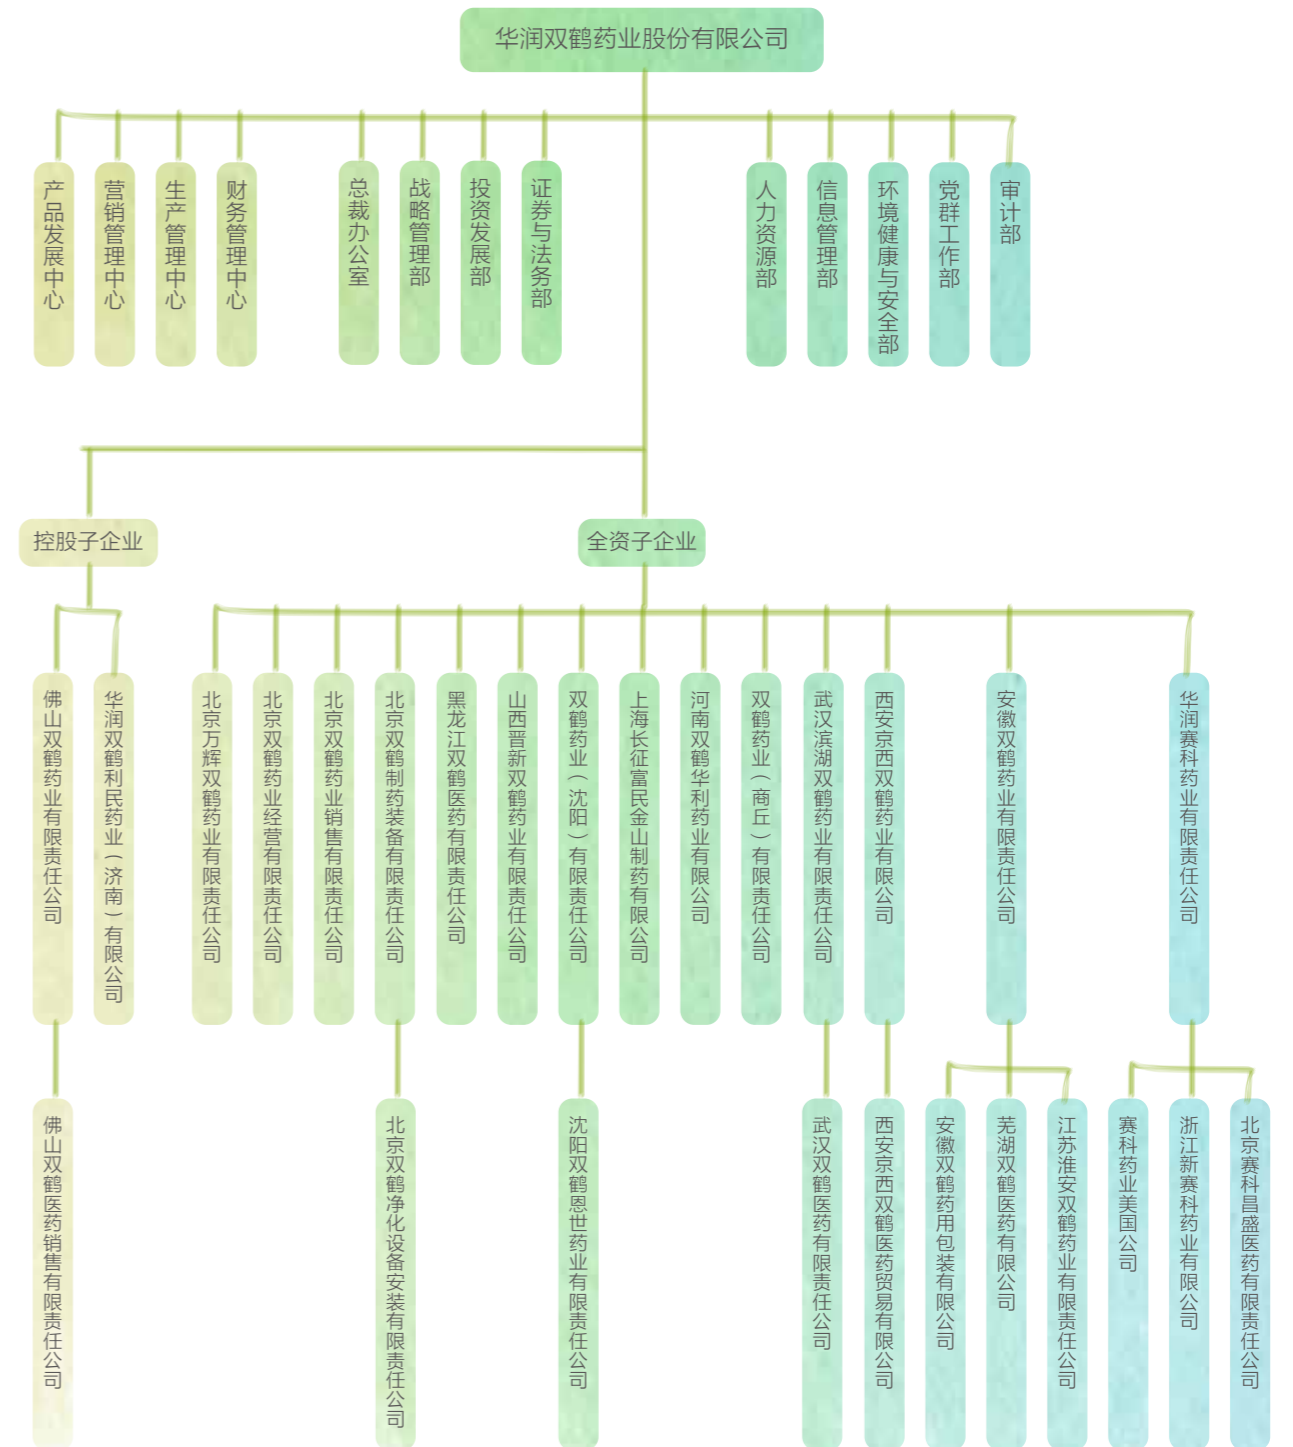 华润双鹤药业股份有限公司
产品发展中心
营销管理中心
生产管理中心
财务管理中心
总裁办公室
战略管理部
投资发展部
证券与法务部
人力资源部
信息管理部
环境健康与安全部
党群工作部
审计部
控股子企业
全资子企业
佛山双鹤药业有限责任公司
华润双鹤利民药业（济南）有限公司
北京万辉双鹤药业有限责任公司
北京双鹤药业经营有限责任公司
北京双鹤药业销售有限责任公司
北京双鹤制药装备有限责任公司
黑龙江双鹤医药有限责任公司
山西晋新双鹤药业有限责任公司
双鹤药业（沈阳）有限责任公司
上海长征富民金山制药有限公司
河南双鹤华利药业有限公司
双鹤药业（商丘）有限责任公司
武汉滨湖双鹤药业有限责任公司
西安京西双鹤药业有限公司
安徽双鹤药业有限责任公司
华润赛科药业有限责任公司
佛山双鹤医药销售有限责任公司
北京双鹤净化设备安装有限责任公司
沈阳双鹤恩世药业有限责任公司
武汉双鹤医药有限责任公司
西安京西双鹤医药贸易有限公司
安徽双鹤药用包装有限公司
芜湖双鹤医药有限公司
江苏淮安双鹤药业有限责任公司
赛科药业美国公司
浙江新赛科药业有限公司
北京赛科昌盛医药有限责任公司